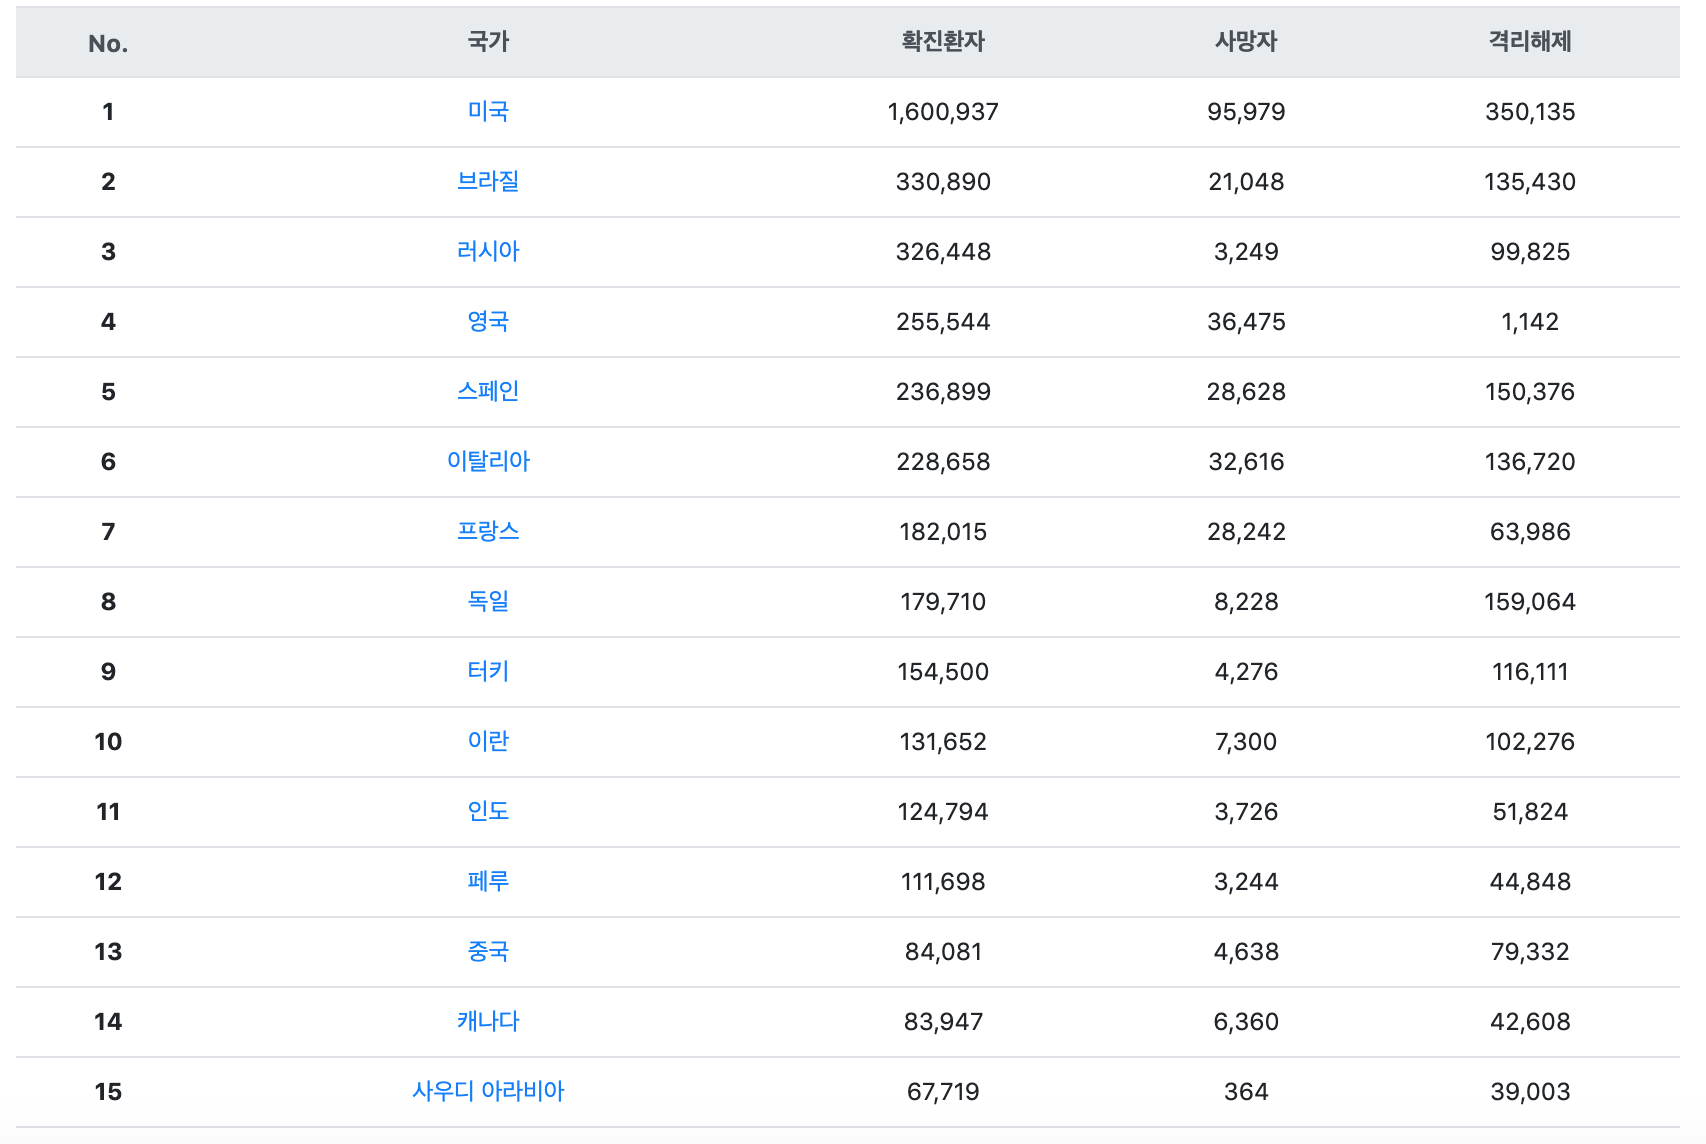 No. 국가 확진환자 사망자 격리해제
1 미국 1,600,937 95,979 350,135
2 브라질 330,890 21,048 135,430
3 러시아 326,448 3,249 99,825
4 영국 255,544 36,475 1,142
5 스페인 236,899 28,628 150,376
6 이탈리아 228,658 32,616 136,720
7 프랑스 182,015 28,242 63,986
8 독일 179,710 8,228 159,064
9 터키 154,500 4,276 116,111
10 이란 131,652 7,300 102,276
11 인도 124,794 3,726 51,824
12 페루 111,698 3,244 44,848
13 중국 84,081 4,638 79,332
14 캐나다 83,947 6,360 42,608
15 사우디 아라비아 67,719 364 39,003